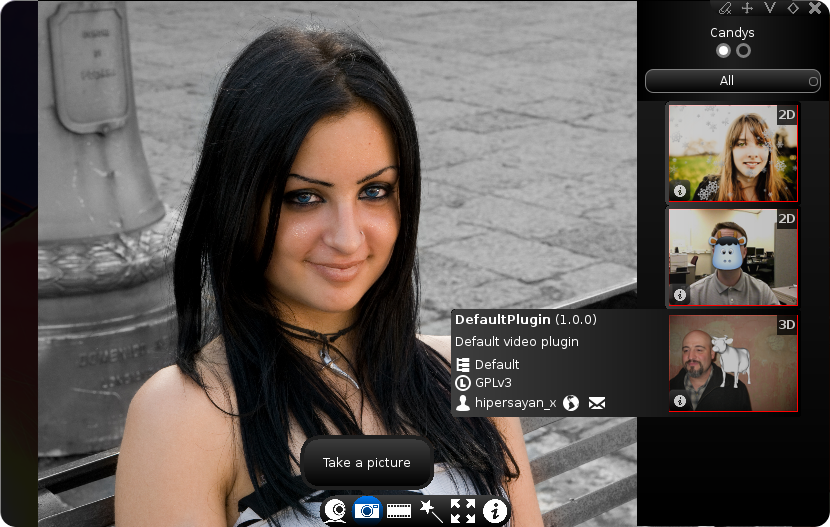 Candys
All
2D
2D
DefaultPlugin (1.0.0)
Default video plugin
Default
GPLv3
hipersayan_x
3D
Take a picture